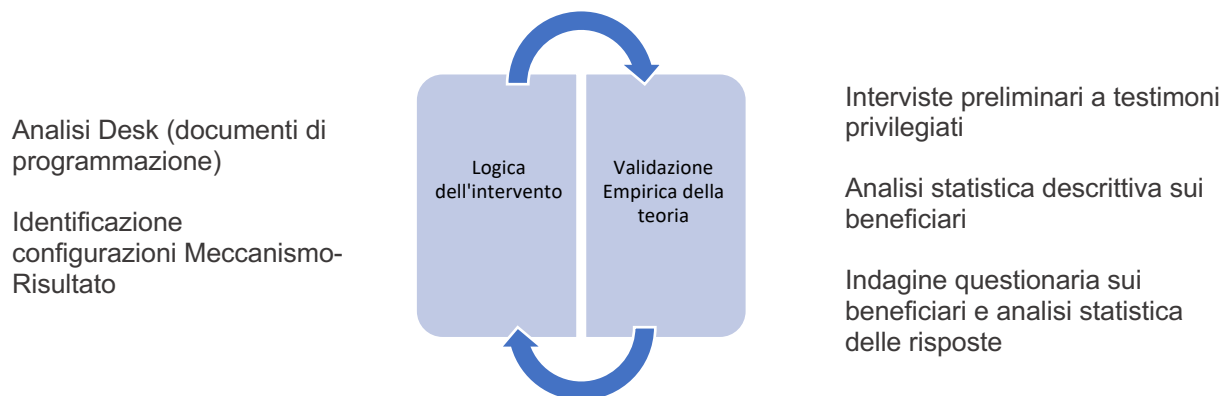 Analisi Desk (documenti di
programmazione)
Identificazione
configurazioni Meccanismo-
Risultato
Logica
dell'intervento
Validazione
Empirica della
teoria
Interviste preliminari a testimoni
privilegiati
Analisi statistica descrittiva sui
beneficiari
Indagine questionaria sui
beneficiari e analisi statistica
delle risposte